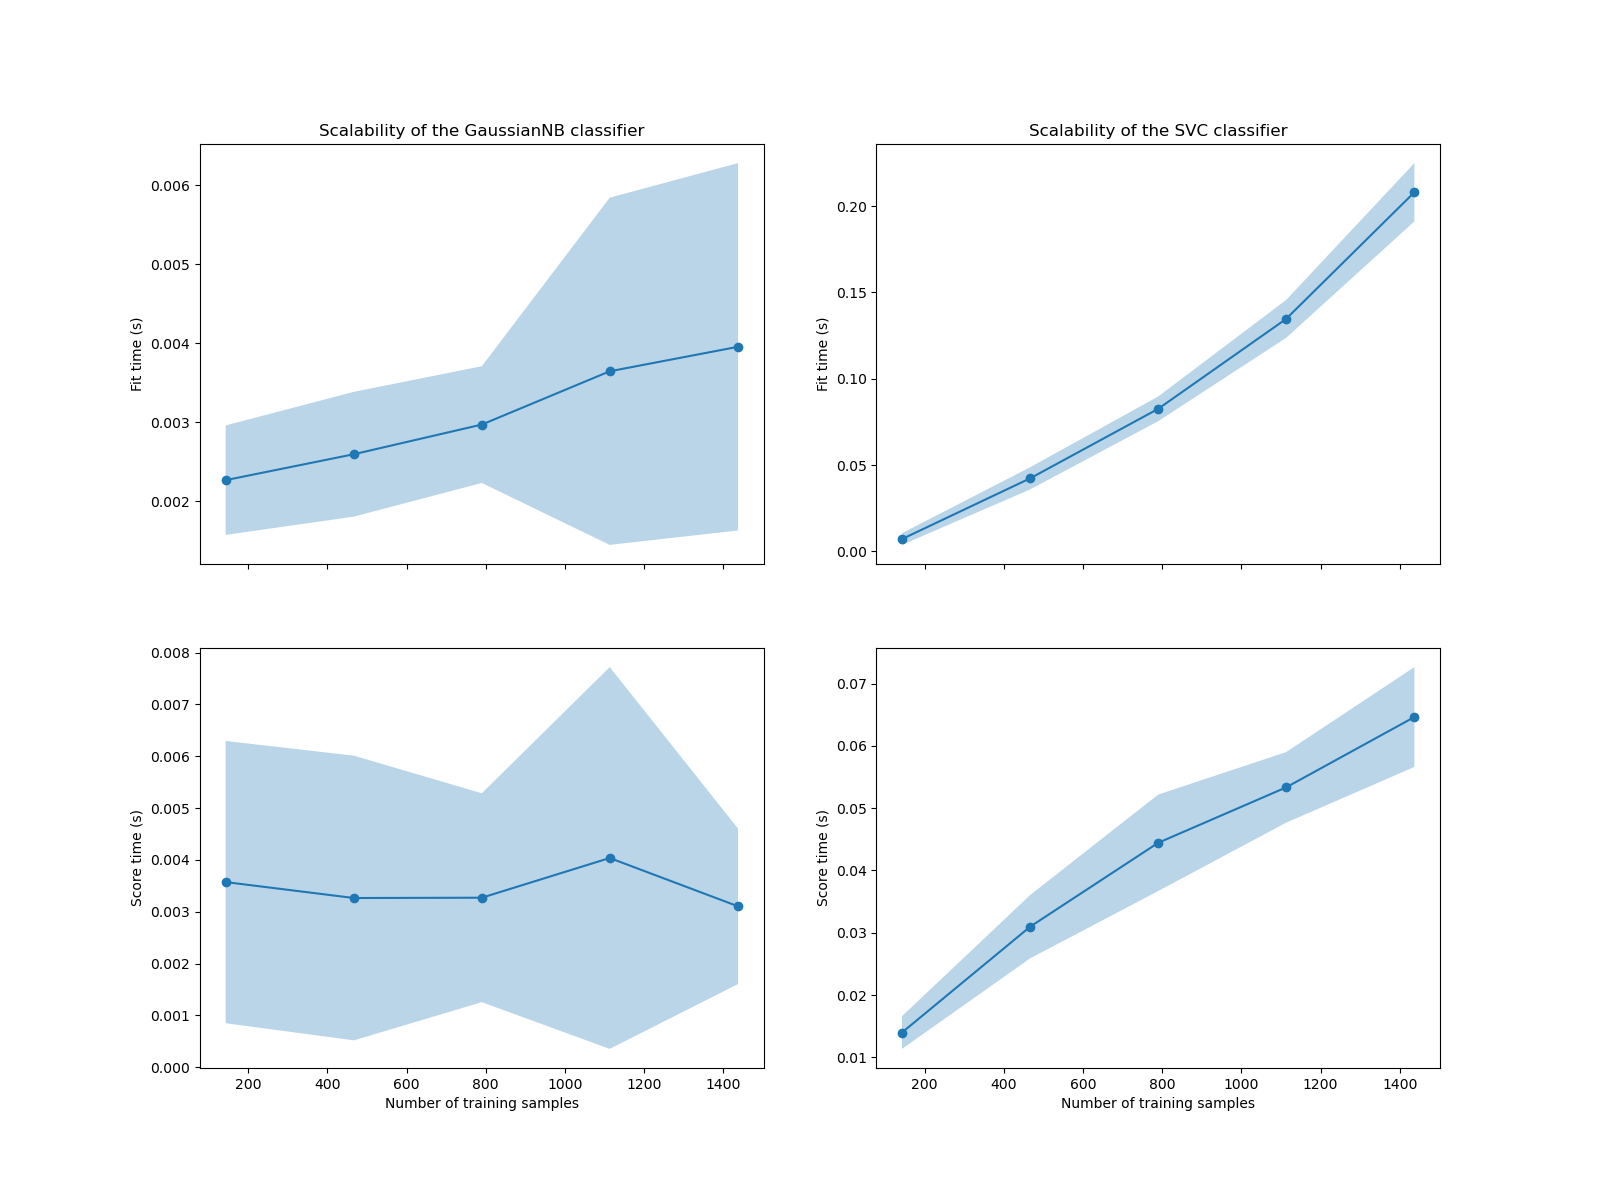 Scalability of the GaussianNB classifier
0.006
0.005
0.004
0.003
0.002
Fit time (s)
Scalability of the SVC classifier
0.20
0.15
0.10
0.05
0.00
Fit time (s)
0.008
0.007
0.006
0.005
0.004
0.003
0.002
0.001
0.000
Score time (s)
200 400 600 800 1000 1200 1400
Number of training samples
0.07
0.06
0.05
0.04
0.03
0.02
0.01
Score time (s)
200 400 600 800 1000 1200 1400
Number of training samples